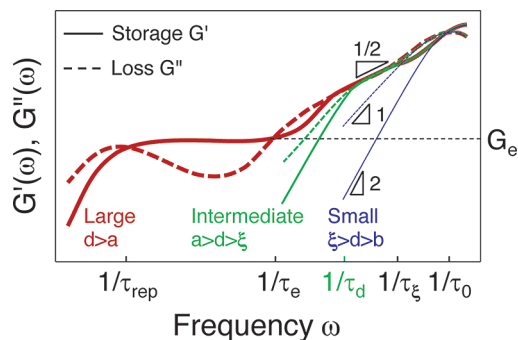 Storage G'
Loss G"
1/2
1
2
G'(ω), G"(ω)
Gₑ
Large
d>a
Intermediate
a>d>ξ
Small
ξ>d>b
1/τ_rep
1/τ_e
1/τ_d
1/τ_ξ
1/τ_0
Frequency ω